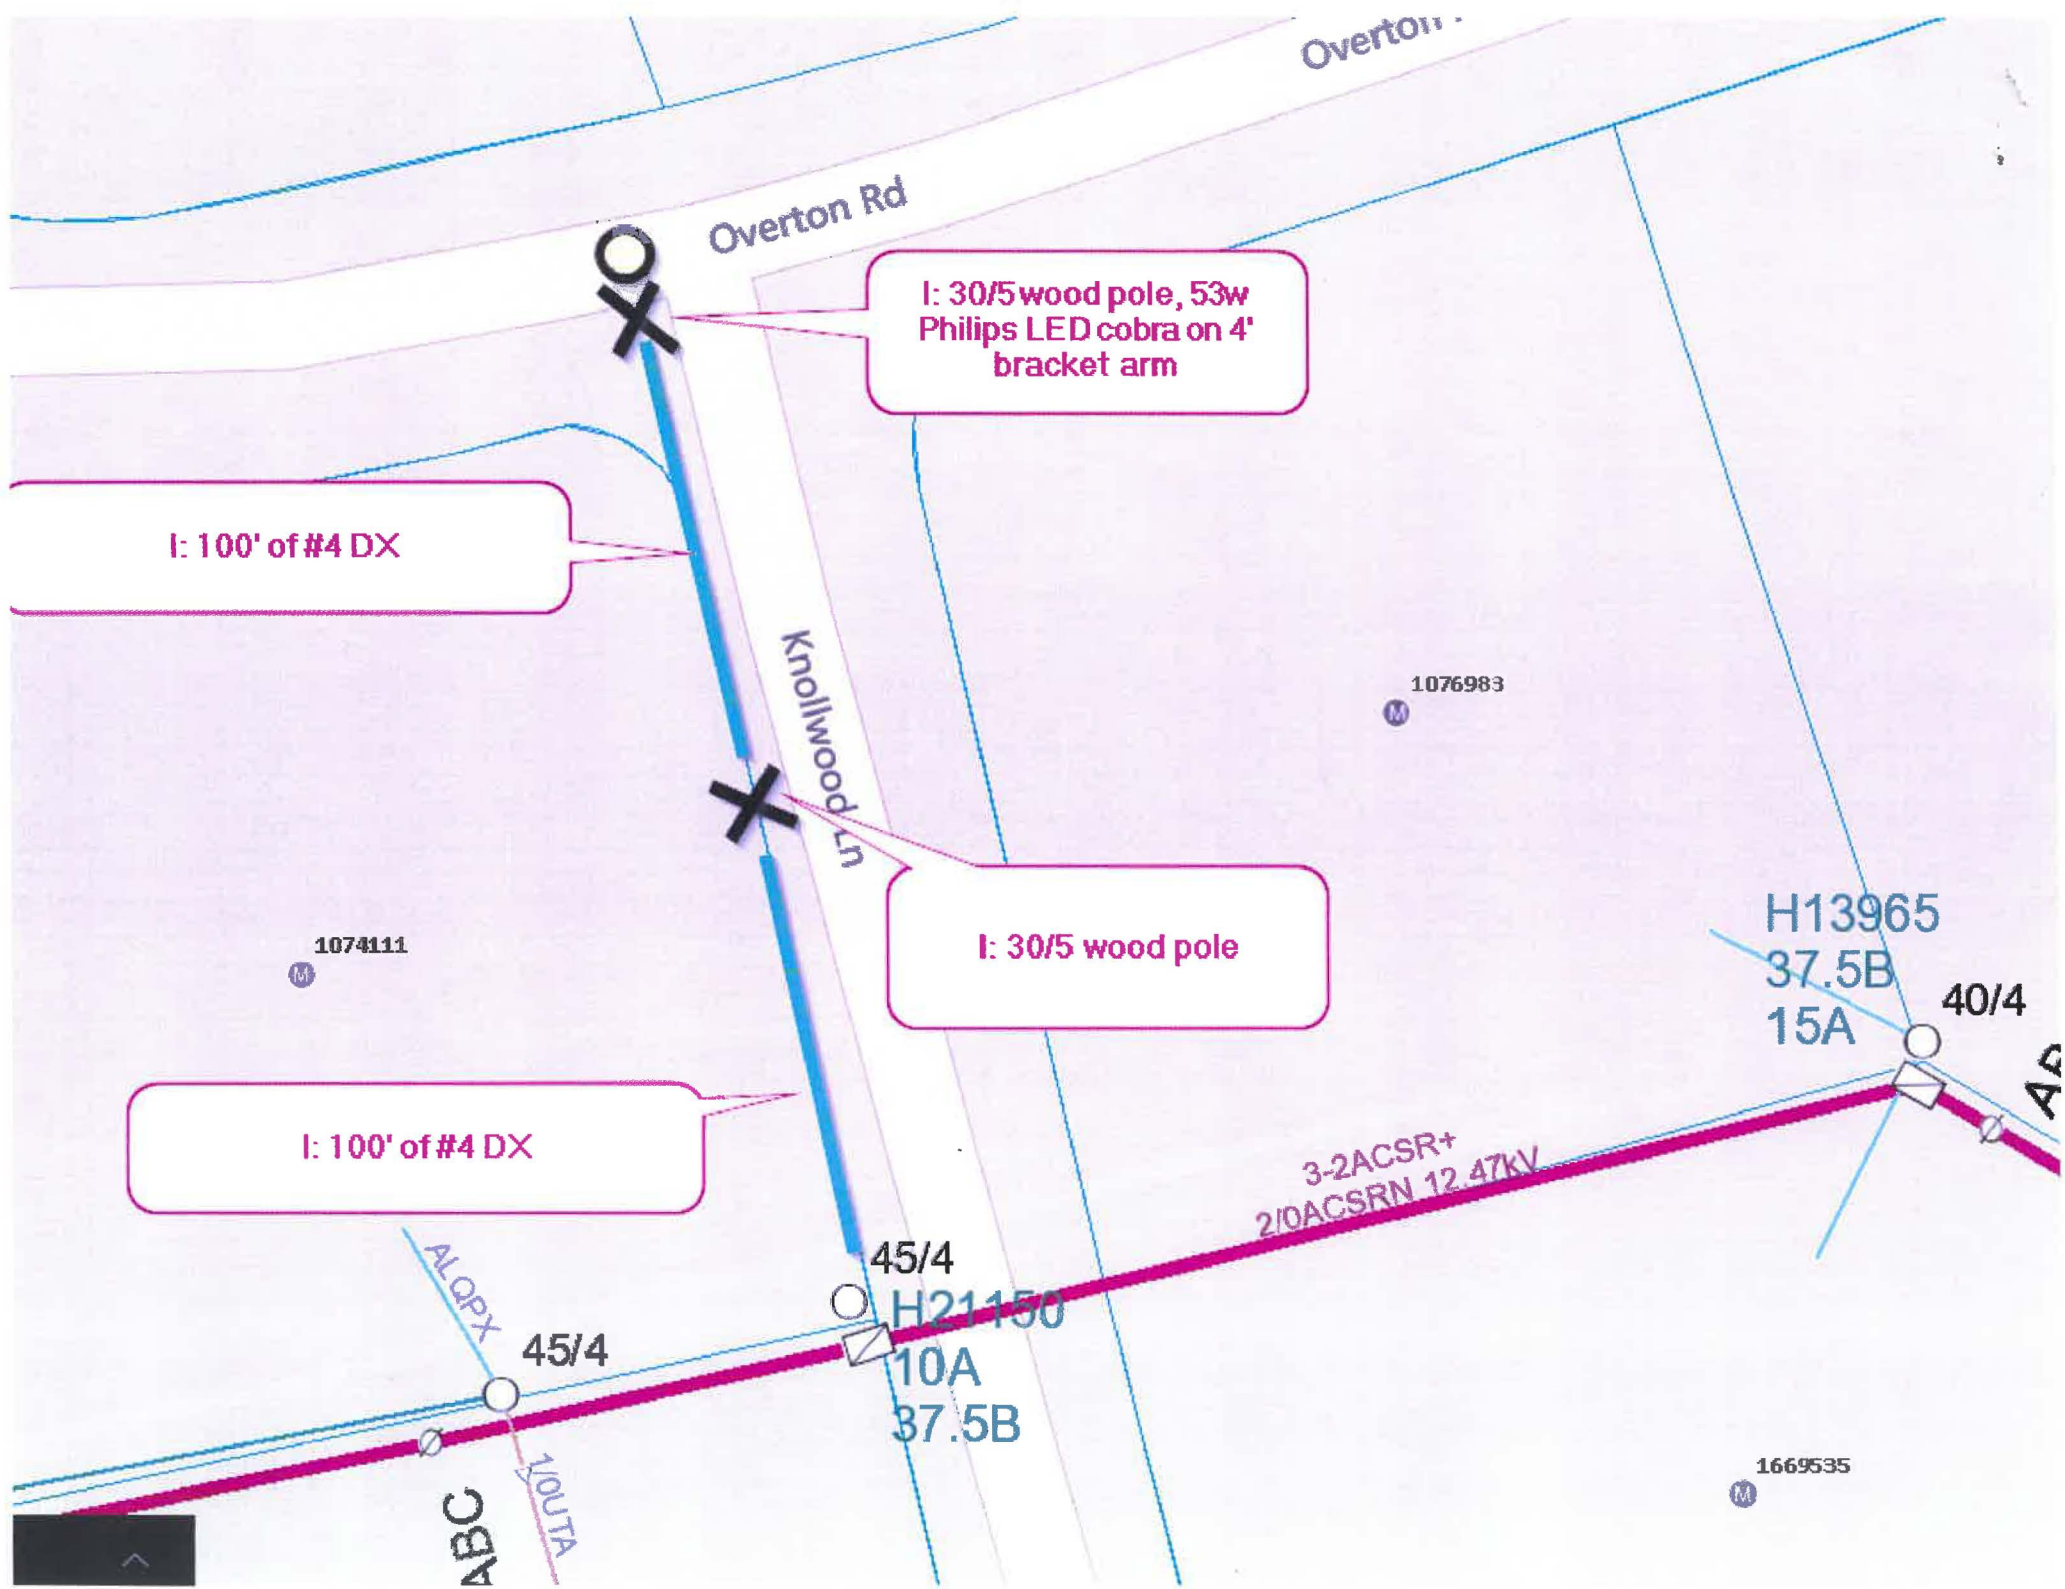 Overton
Overton Rd
I: 30/5 wood pole, 53w
Philips LED cobra on 4'
bracket arm
I: 100' of #4 DX
Knollwood Ln
1076983
M
I: 30/5 wood pole
1074111
M
H13965
37.5B
15A
40/4
I: 100' of #4 DX
3-2ACSR+
2/0ACSRN 12.47KV
45/4
H21150
10A
37.5B
ALQPX
45/4
1/0UTA
ABC
1669535
M